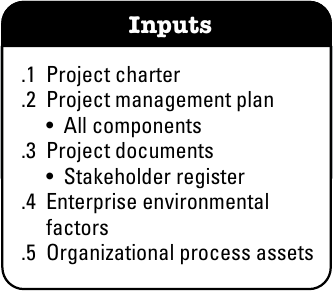 Inputs
.1 Project charter
.2 Project management plan
• All components
.3 Project documents
• Stakeholder register
.4 Enterprise environmental
factors
.5 Organizational process assets